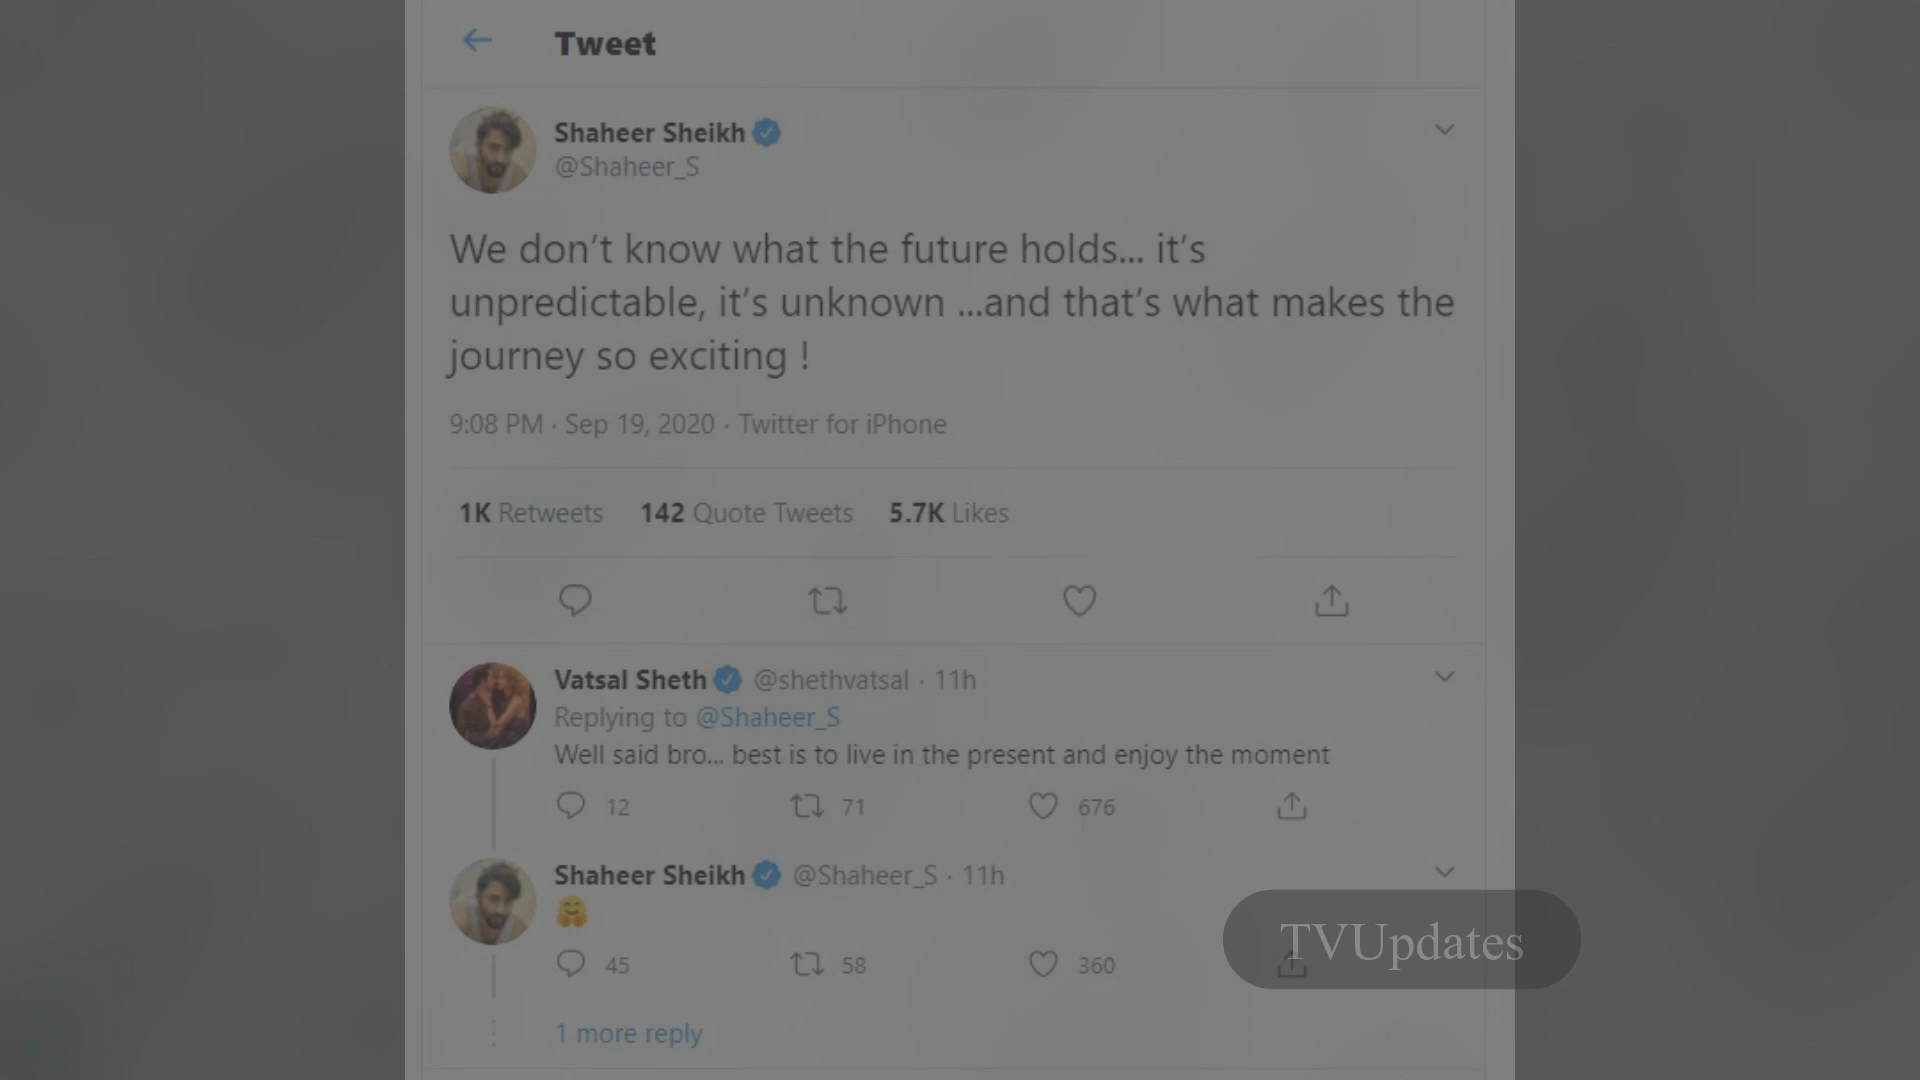 Tweet
Shaheer Sheikh
@Shaheer_S
We don’t know what the future holds... it’s
unpredictable, it’s unknown ...and that’s what makes the
journey so exciting !
9:08 PM · Sep 19, 2020 · Twitter for iPhone
1K Retweets 142 Quote Tweets 5.7K Likes
Vatsal Sheth @shethvatsal · 11h
Replying to @Shaheer_S
Well said bro... best is to live in the present and enjoy the moment
12 71 676
Shaheer Sheikh @Shaheer_S · 11h
🤗
45 58 360
TVUpdates
1 more reply